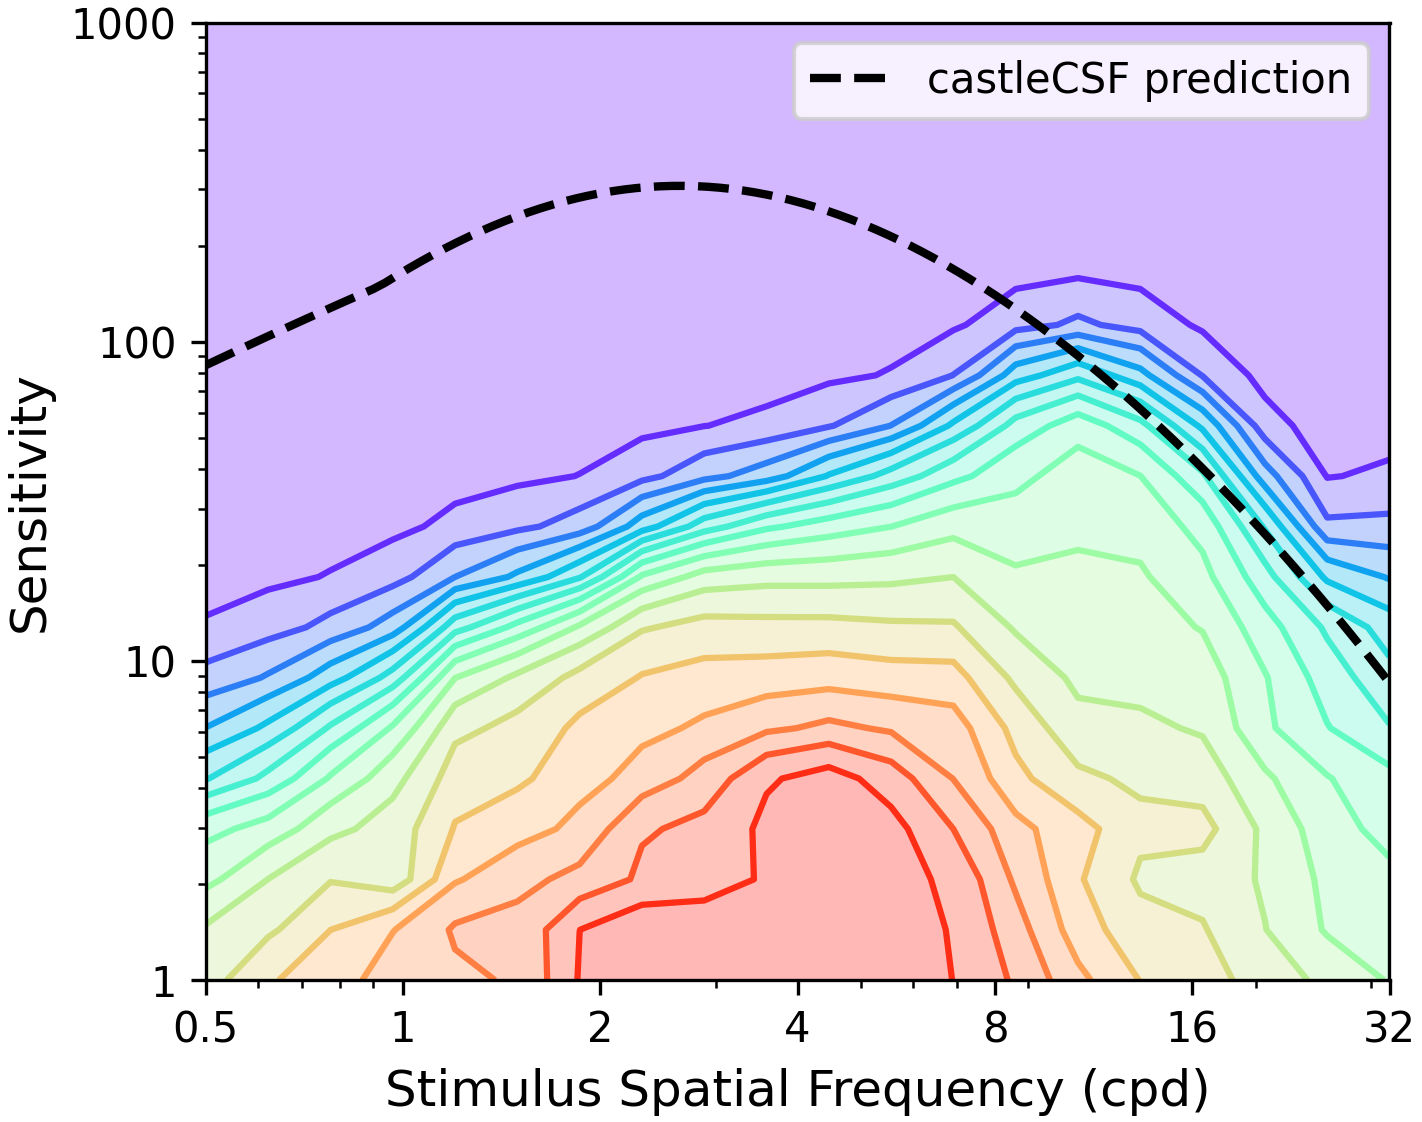 1000
100
10
1
Sensitivity
castleCSF prediction
0.5 1 2 4 8 16 32
Stimulus Spatial Frequency (cpd)